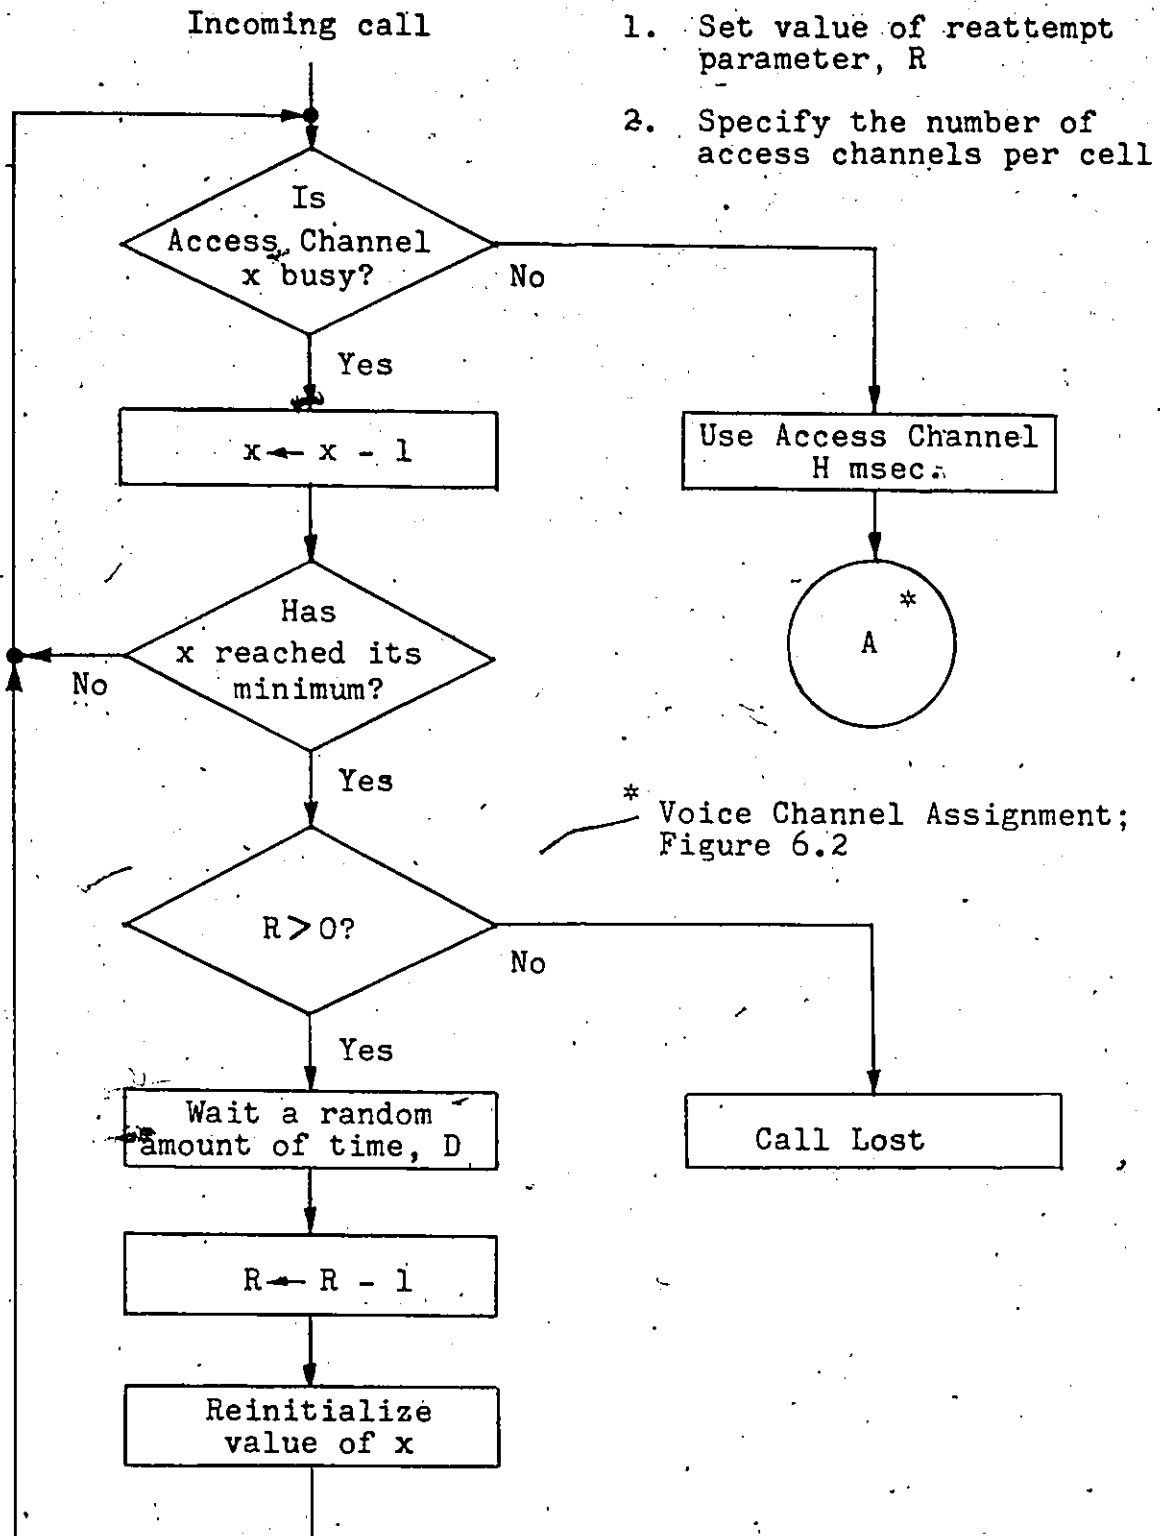 Incoming call
1. Set value of reattempt
parameter, R
2. Specify the number of
access channels per cell
Is
Access Channel
x busy?
No
Yes
x ← x - 1
Use Access Channel
H msec.
Has
x reached its
minimum?
No
Yes
*
A
* Voice Channel Assignment;
Figure 6.2
R > 0?
No
Yes
Wait a random
amount of time, D
Call Lost
R ← R - 1
Reinitialize
value of x